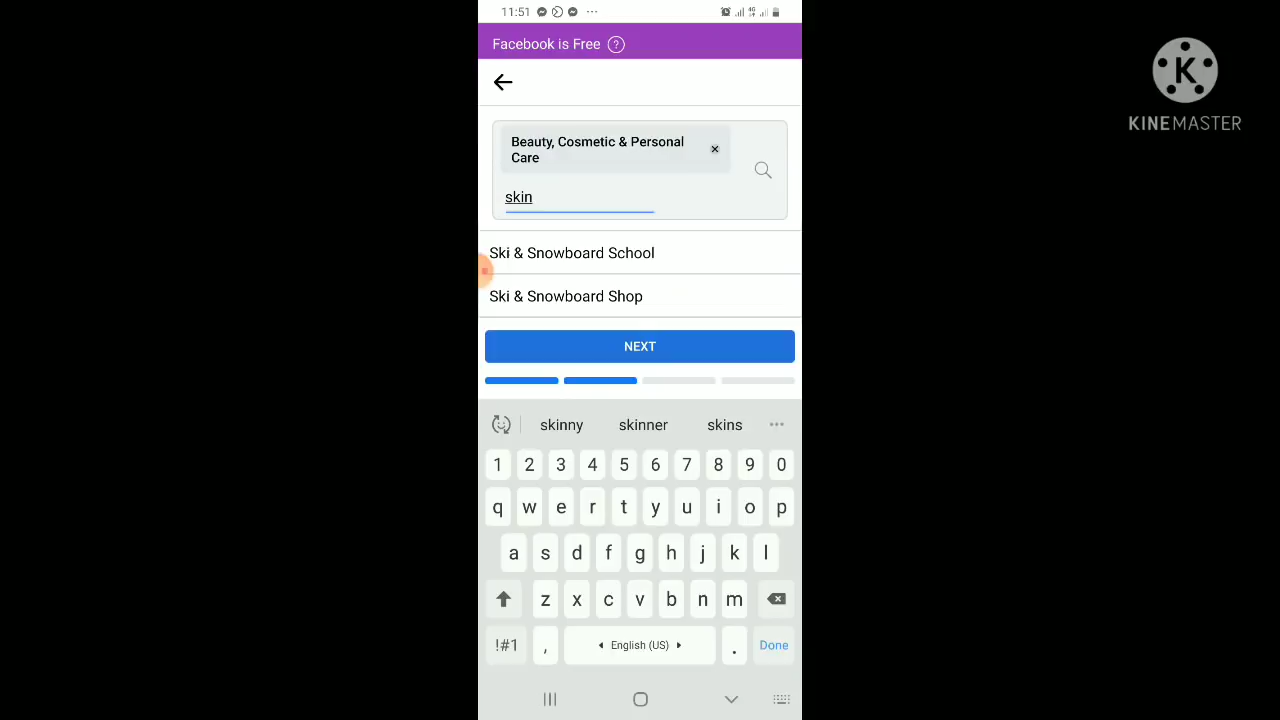 11:51
4G
Facebook is Free ?
Beauty, Cosmetic & Personal
Care
skin
Ski & Snowboard School
Ski & Snowboard Shop
NEXT
skinny skinner skins
1 2 3 4 5 6 7 8 9 0
q w e r t y u i o p
a s d f g h j k l
z x c v b n m
!#1 , English (US) . Done
K
KINEMASTER